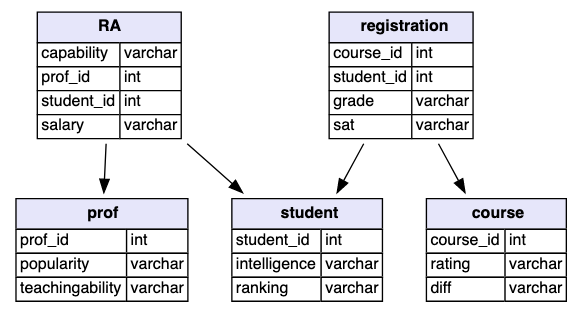 RA
capability varchar
prof_id int
student_id int
salary varchar
registration
course_id int
student_id int
grade varchar
sat varchar
prof
prof_id int
popularity varchar
teachingability varchar
student
student_id int
intelligence varchar
ranking varchar
course
course_id int
rating varchar
diff varchar